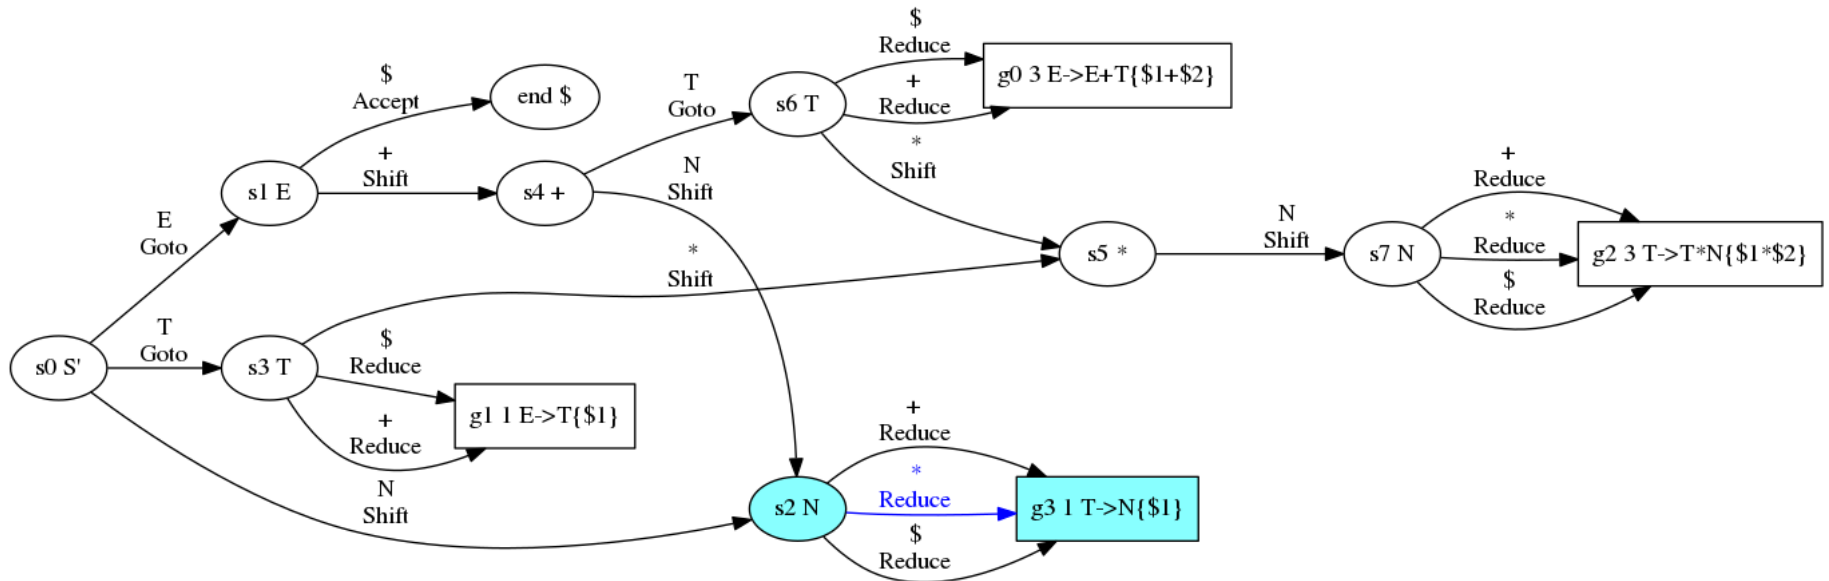 $
Reduce
g0 3 E->E+T{$1+$2}
+
Reduce
T
Goto
s6 T
*
Shift
$
Accept
end $
+
Shift
s1 E
s4 +
N
Shift
E
Goto
*
Shift
s5 *
N
Shift
s7 N
+
Reduce
*
Reduce
$
Reduce
g2 3 T->T*N{$1*$2}
s0 S'
T
Goto
s3 T
$
Reduce
+
Reduce
g1 1 E->T{$1}
N
Shift
s2 N
+
Reduce
*
Reduce
$
Reduce
g3 1 T->N{$1}